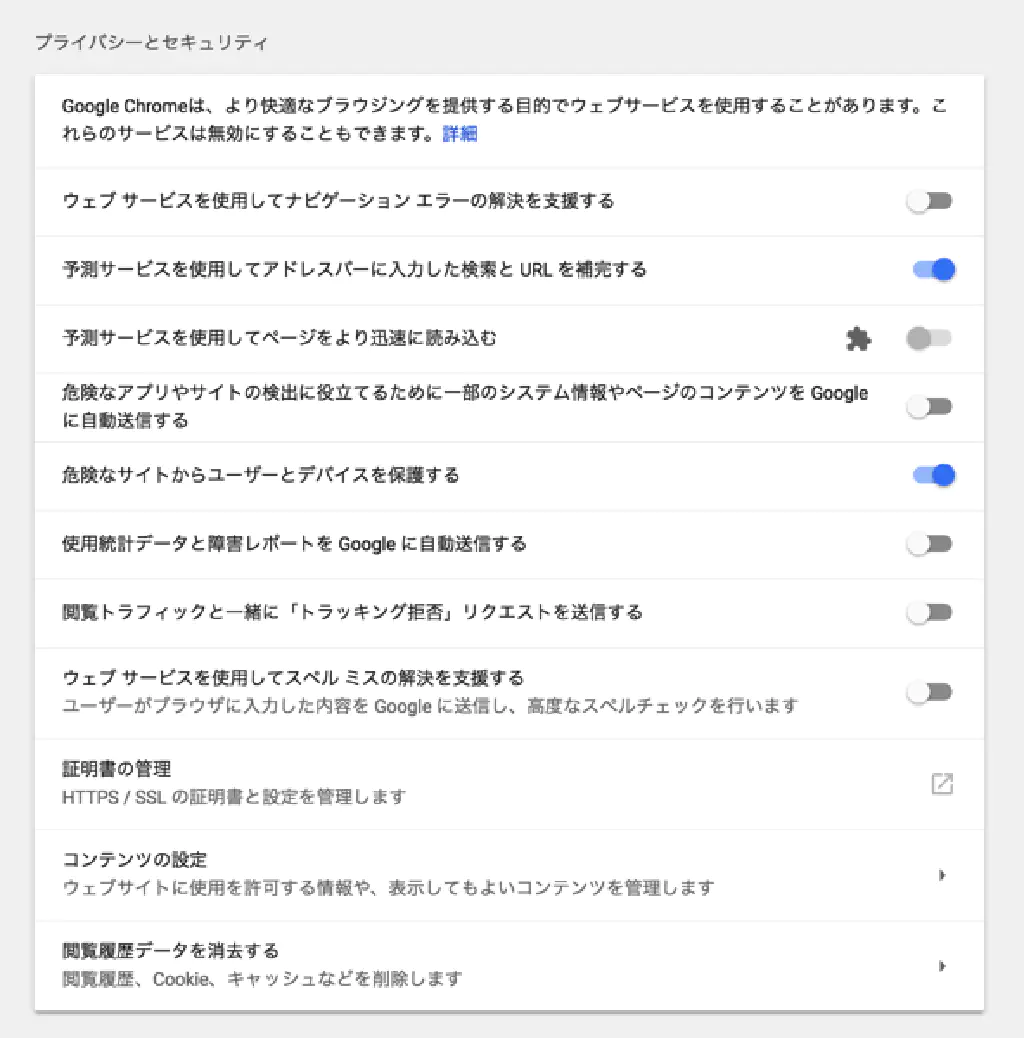 プライバシーとセキュリティ
Google Chromeは、より快適なブラウジングを提供する目的でウェブサービスを使用することがあります。こ
れらのサービスは無効にすることもできます。詳細
ウェブ サービスを使用してナビゲーション エラーの解決を支援する
予測サービスを使用してアドレスバーに入力した検索と URL を補完する
予測サービスを使用してページをより迅速に読み込む
危険なアプリやサイトの検出に役立てるために一部のシステム情報やページのコンテンツを Google
に自動送信する
危険なサイトからユーザーとデバイスを保護する
使用統計データと障害レポートを Google に自動送信する
閲覧トラフィックと一緒に「トラッキング拒否」リクエストを送信する
ウェブ サービスを使用してスペル ミスの解決を支援する
ユーザーがブラウザに入力した内容を Google に送信し、高度なスペルチェックを行います
証明書の管理
HTTPS / SSL の証明書と設定を管理します
コンテンツの設定
ウェブサイトに使用を許可する情報や、表示してもよいコンテンツを管理します
閲覧履歴データを消去する
閲覧履歴、Cookie、キャッシュなどを削除します